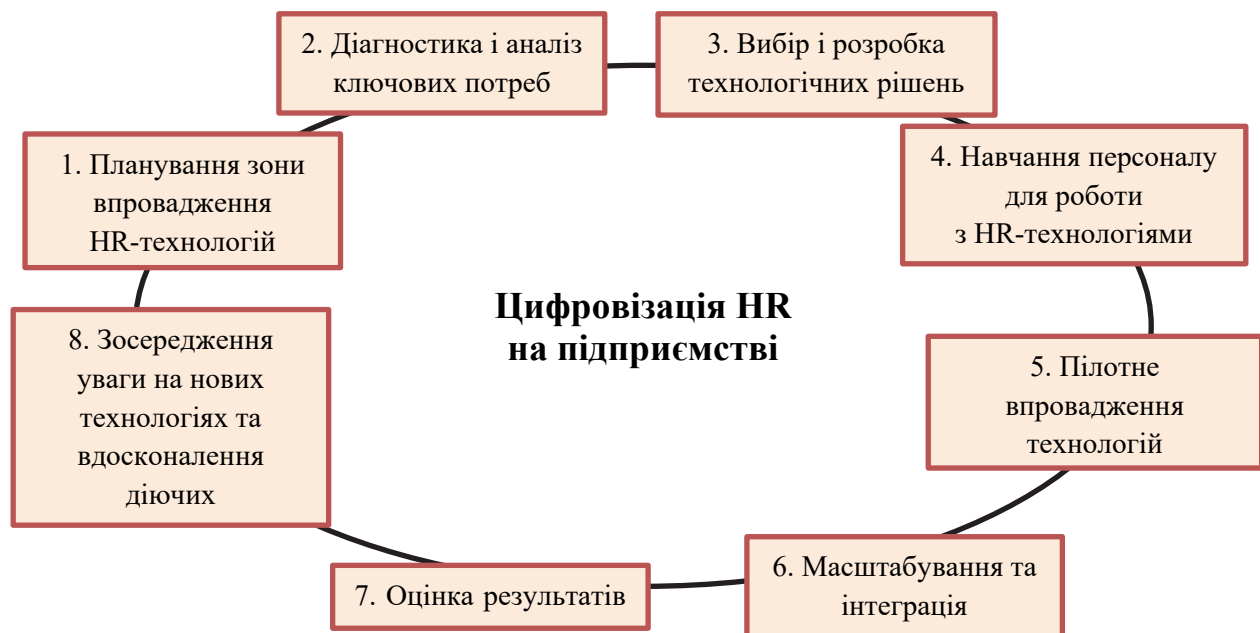 2. Діагностика і аналіз
ключових потреб
3. Вибір і розробка
технологічних рішень
1. Планування зони
впровадження
HR-технологій
4. Навчання персоналу
для роботи
з HR-технологіями
Цифровізація HR
на підприємстві
8. Зосередження
уваги на нових
технологіях та
вдосконалення
діючих
5. Пілотне
впровадження
технологій
7. Оцінка результатів
6. Масштабування та
інтеграція